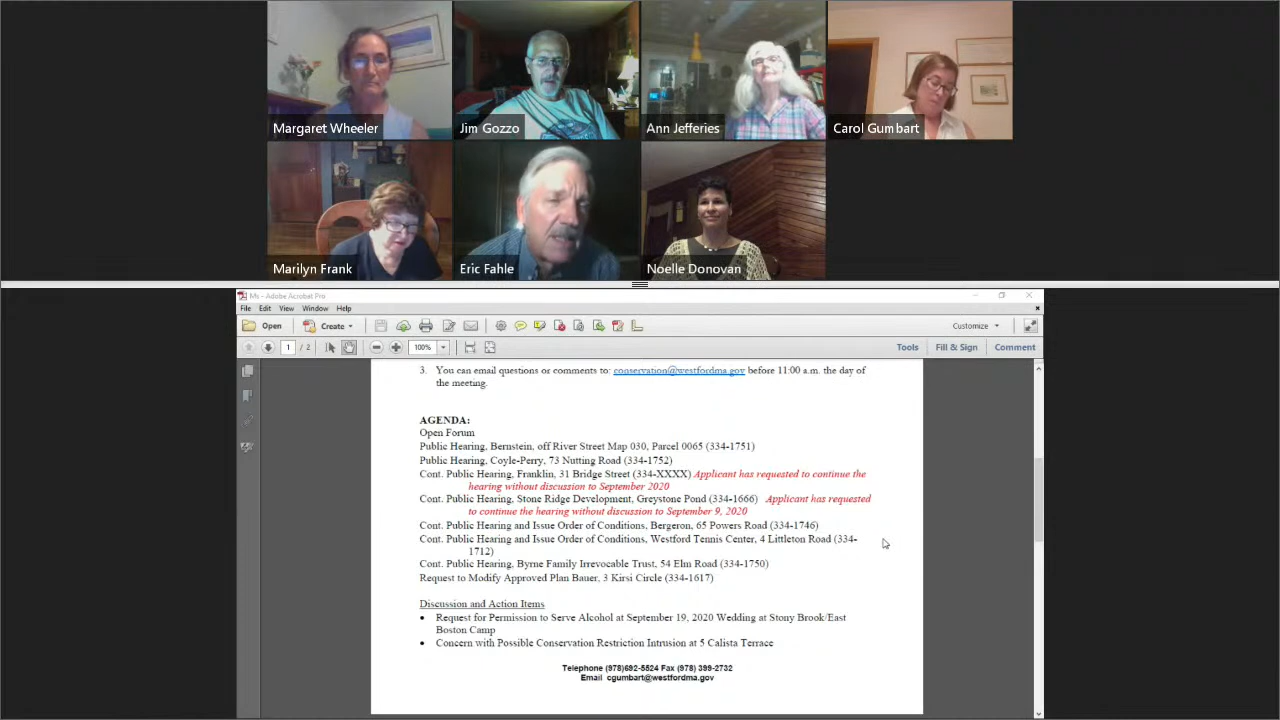 Margaret Wheeler
Jim Gozzo
Ann Jefferies
Carol Gumbart
Marilyn Frank
Eric Fahle
Noelle Donovan
File Edit View Window Help
Open Create Customize
1 / 2 100% Tools Fill & Sign Comment
3. You can email questions or comments to: conservation@westfordma.gov before 11:00 a.m. the day of
the meeting.
AGENDA:
Open Forum
Public Hearing, Bernstein, off River Street Map 030, Parcel 0065 (334-1751)
Public Hearing, Coyle-Perry, 73 Nutting Road (334-1752)
Cont. Public Hearing, Franklin, 31 Bridge Street (334-XXXX) Applicant has requested to continue the
hearing without discussion to September 2020
Cont. Public Hearing, Stone Ridge Development, Greystone Pond (334-1666) Applicant has requested
to continue the hearing without discussion to September 9, 2020
Cont. Public Hearing and Issue Order of Conditions, Bergeron, 65 Powers Road (334-1746)
Cont. Public Hearing and Issue Order of Conditions, Westford Tennis Center, 4 Littleton Road (334-
1712)
Cont. Public Hearing, Byrne Family Irrevocable Trust, 54 Elm Road (334-1750)
Request to Modify Approved Plan Bauer, 3 Kirsi Circle (334-1617)
Discussion and Action Items
• Request for Permission to Serve Alcohol at September 19, 2020 Wedding at Stony Brook/East
Boston Camp
• Concern with Possible Conservation Restriction Intrusion at 5 Calista Terrace
Telephone (978)692-5524 Fax (978) 399-2732
Email cgumbart@westfordma.gov